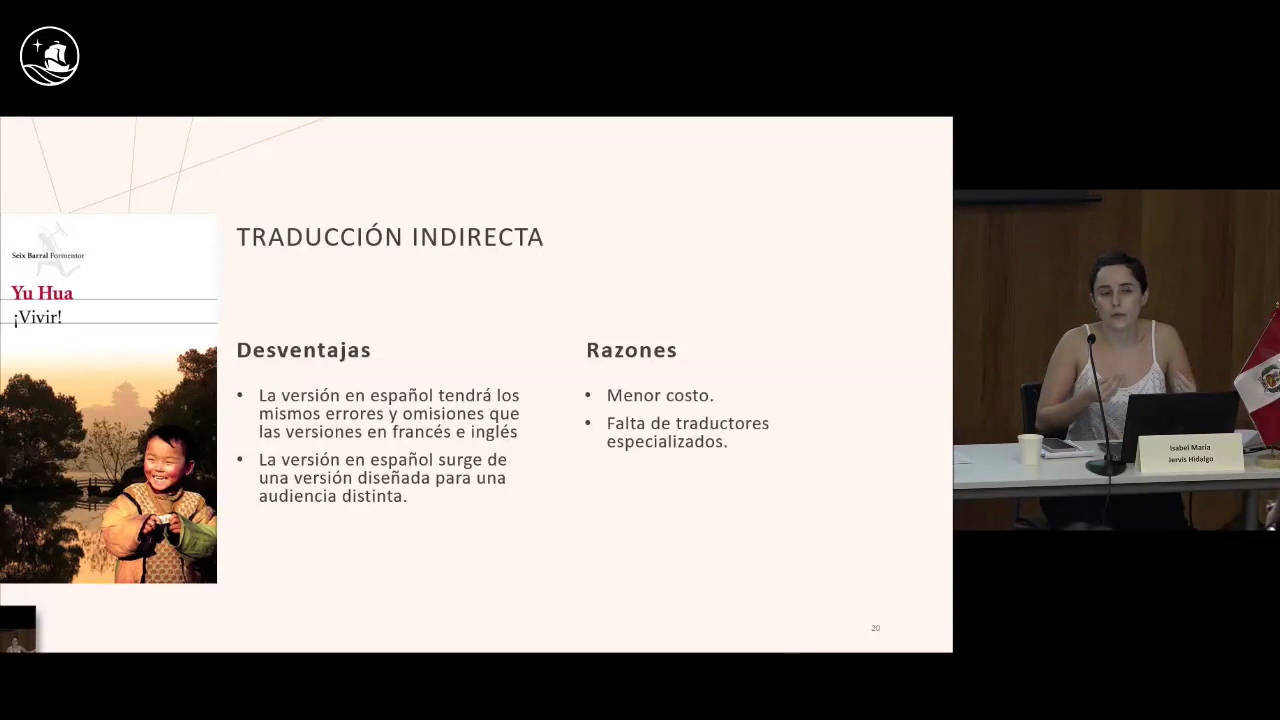 Seix Barral Formentor
Yu Hua
¡Vivir!
TRADUCCIÓN INDIRECTA
Desventajas
• La versión en español tendrá los
mismos errores y omisiones que
las versiones en francés e inglés
• La versión en español surge de
una versión diseñada para una
audiencia distinta.
Razones
• Menor costo.
• Falta de traductores
especializados.
20
Isabel María
Jervis Hidalgo